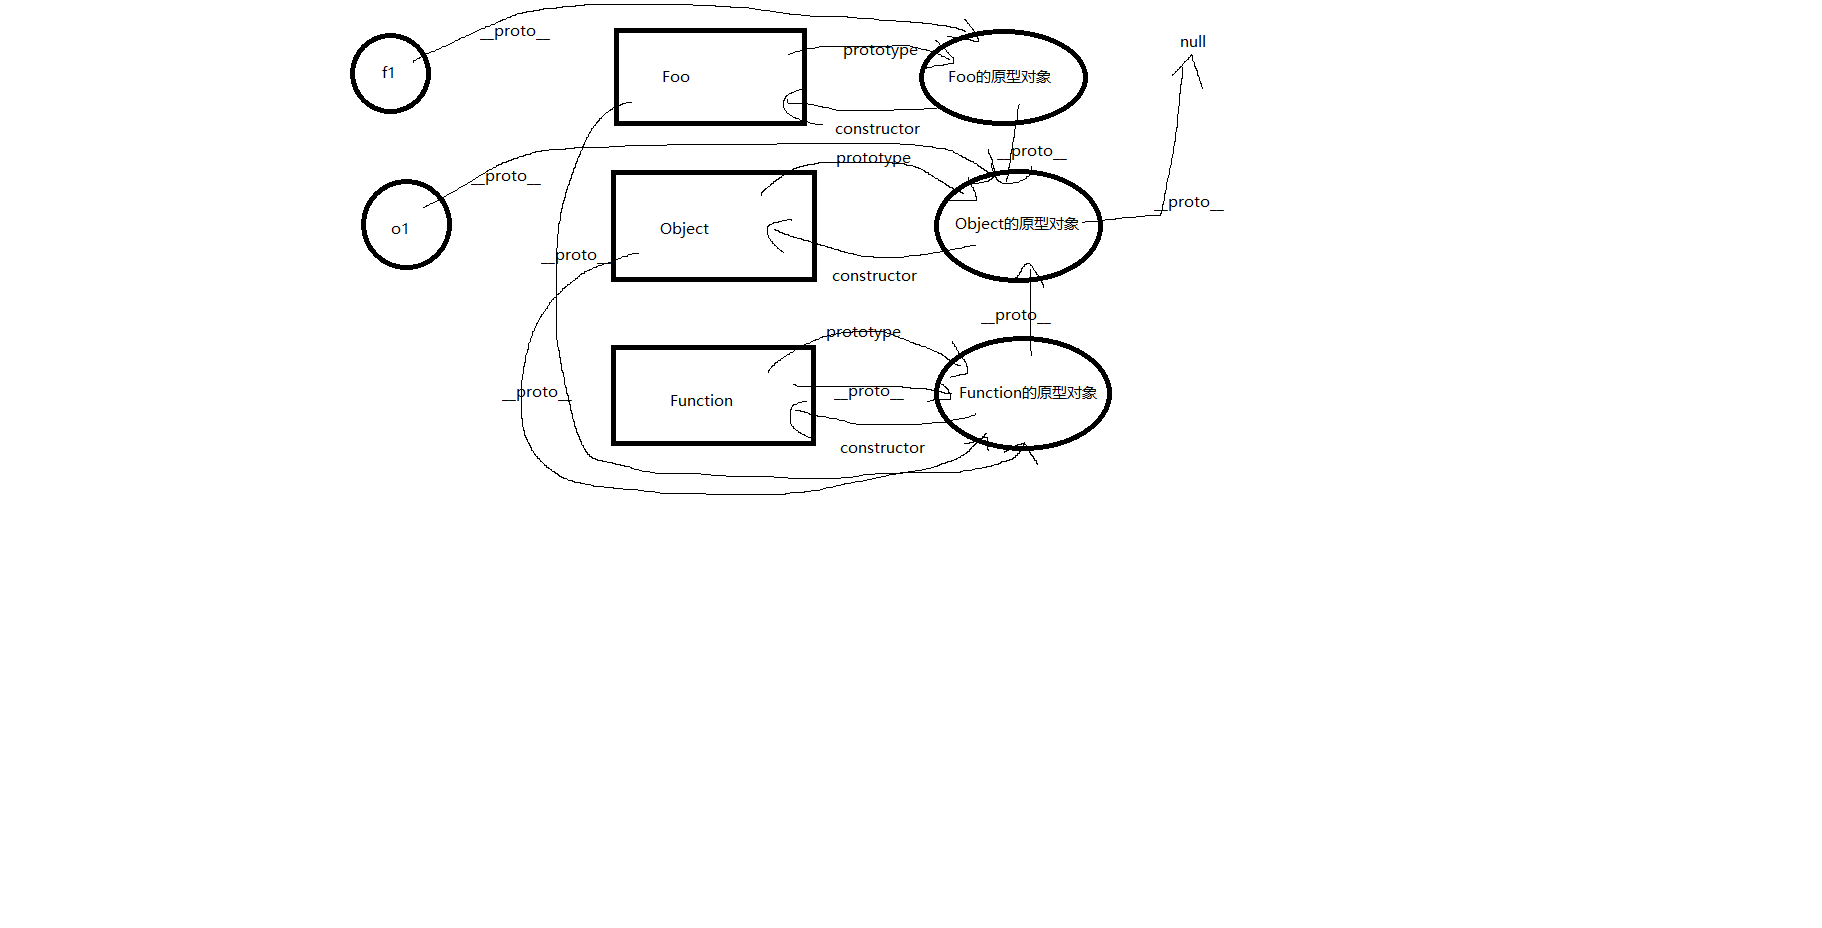 __proto__
null
prototype
f1
Foo
Foo的原型对象
constructor
__proto__
prototype
__proto__
__proto__
o1
Object
Object的原型对象
__proto__
constructor
__proto__
prototype
__proto__
__proto__
Function
Function的原型对象
constructor